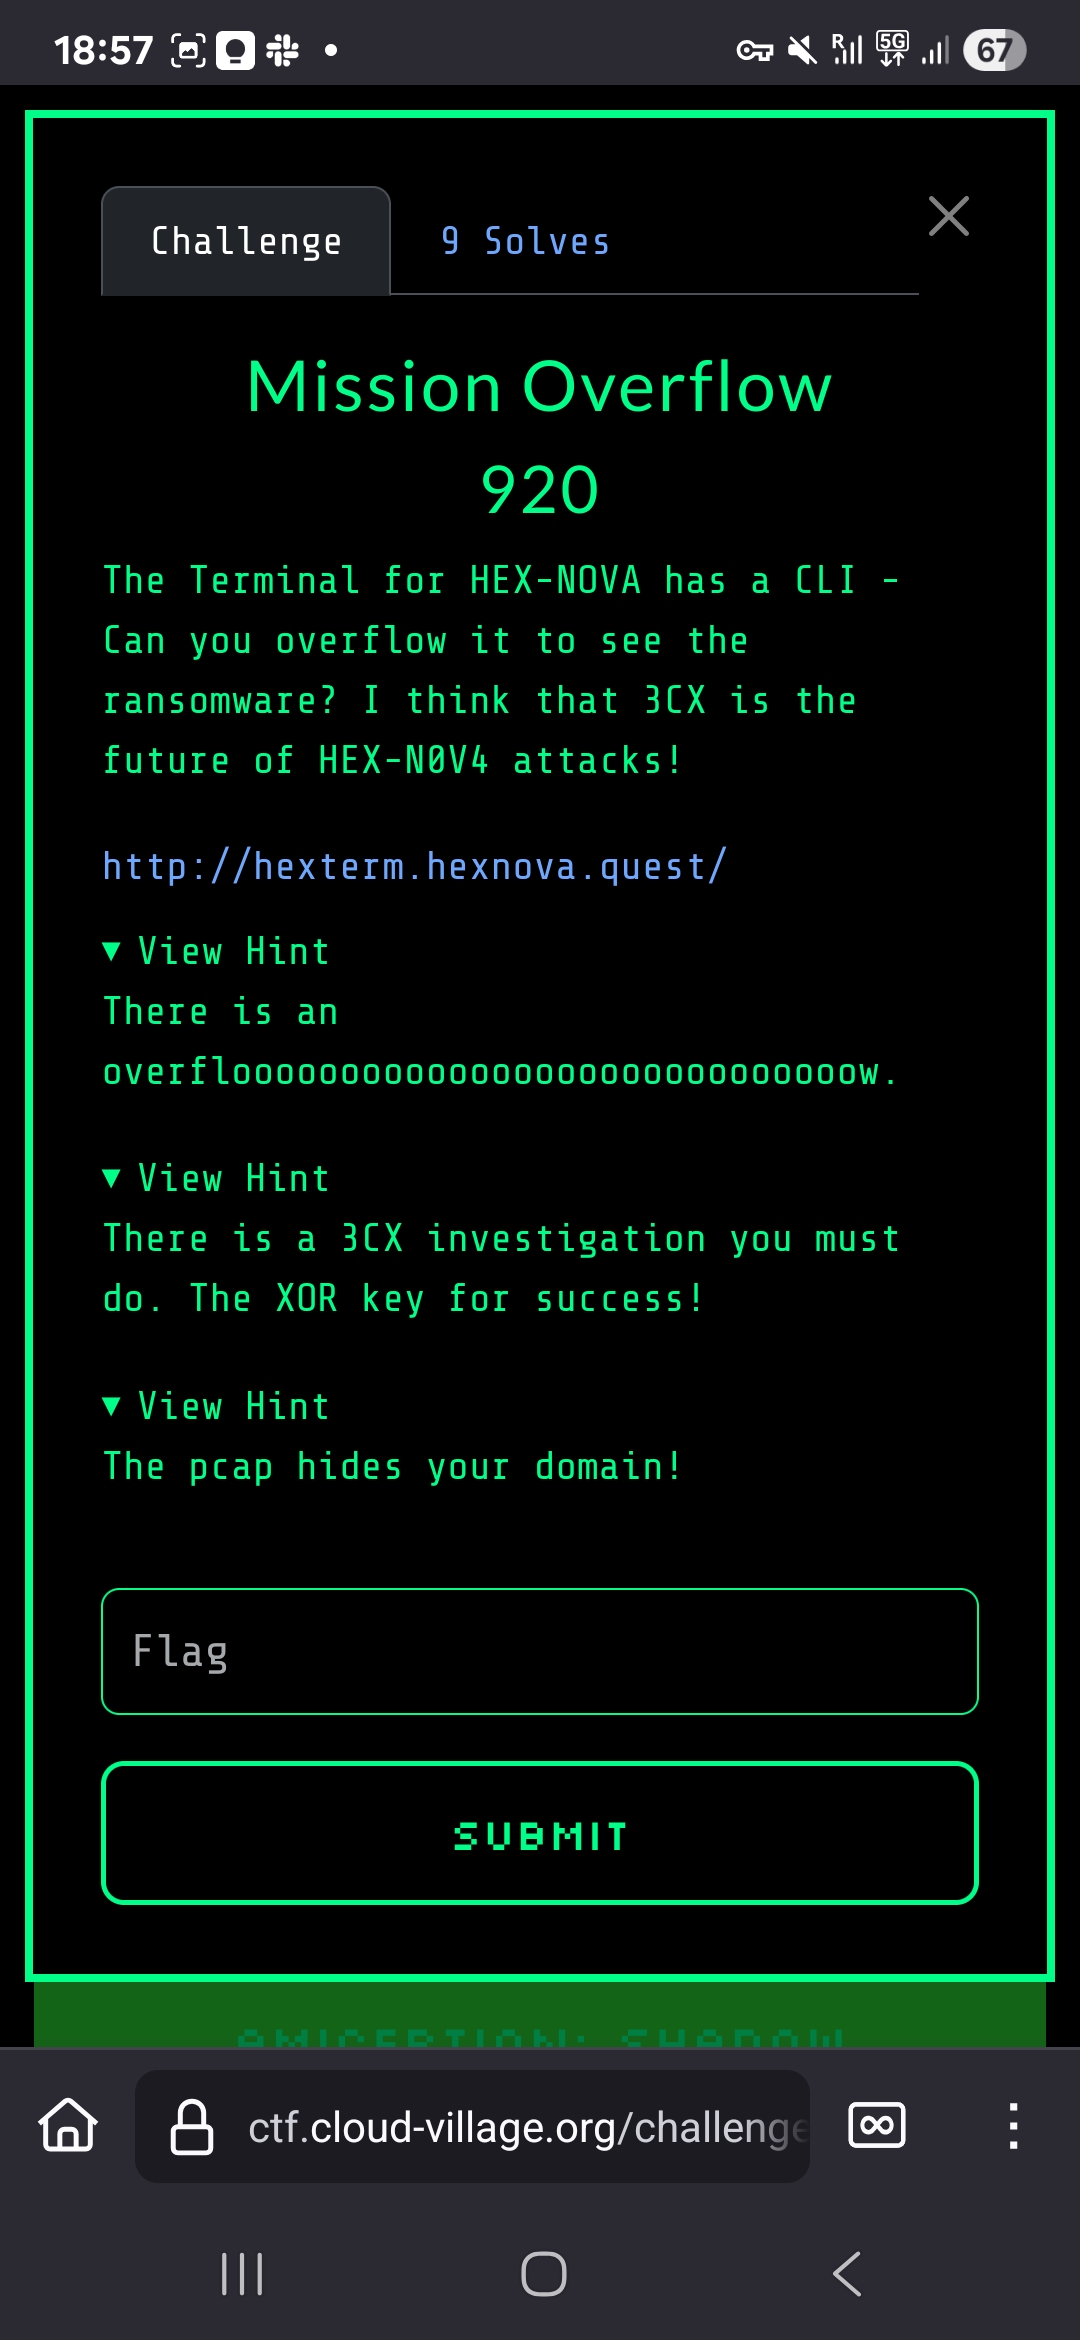 18:57
R
5G
67
Challenge
9 Solves
Mission Overflow
920
The Terminal for HEX-NOVA has a CLI -
Can you overflow it to see the
ransomware? I think that 3CX is the
future of HEX-N0V4 attacks!
http://hexterm.hexnova.quest/
▼ View Hint
There is an
overflooooooooooooooooooooooooooooow.
▼ View Hint
There is a 3CX investigation you must
do. The XOR key for success!
▼ View Hint
The pcap hides your domain!
Flag
SUBMIT
ctf.cloud-village.org/challenge